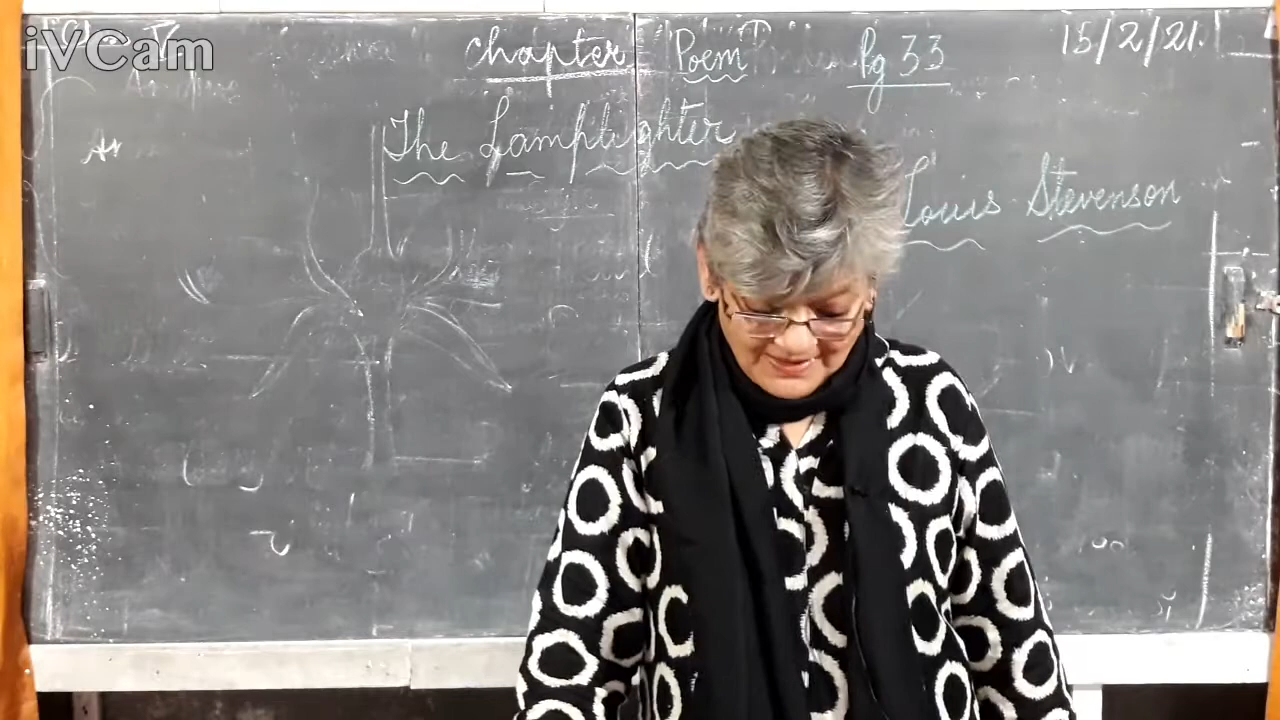 iVCam
chapter Poem Pg 33 15/2/21.
The Lamplighter
Louis Stevenson